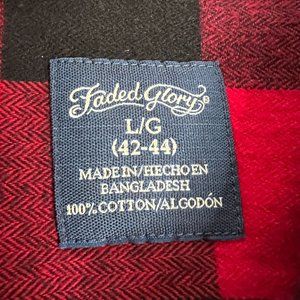 Faded Glory®
L/G
(42-44)
MADE IN/HECHO EN
BANGLADESH
100% COTTON/ALGODÓN